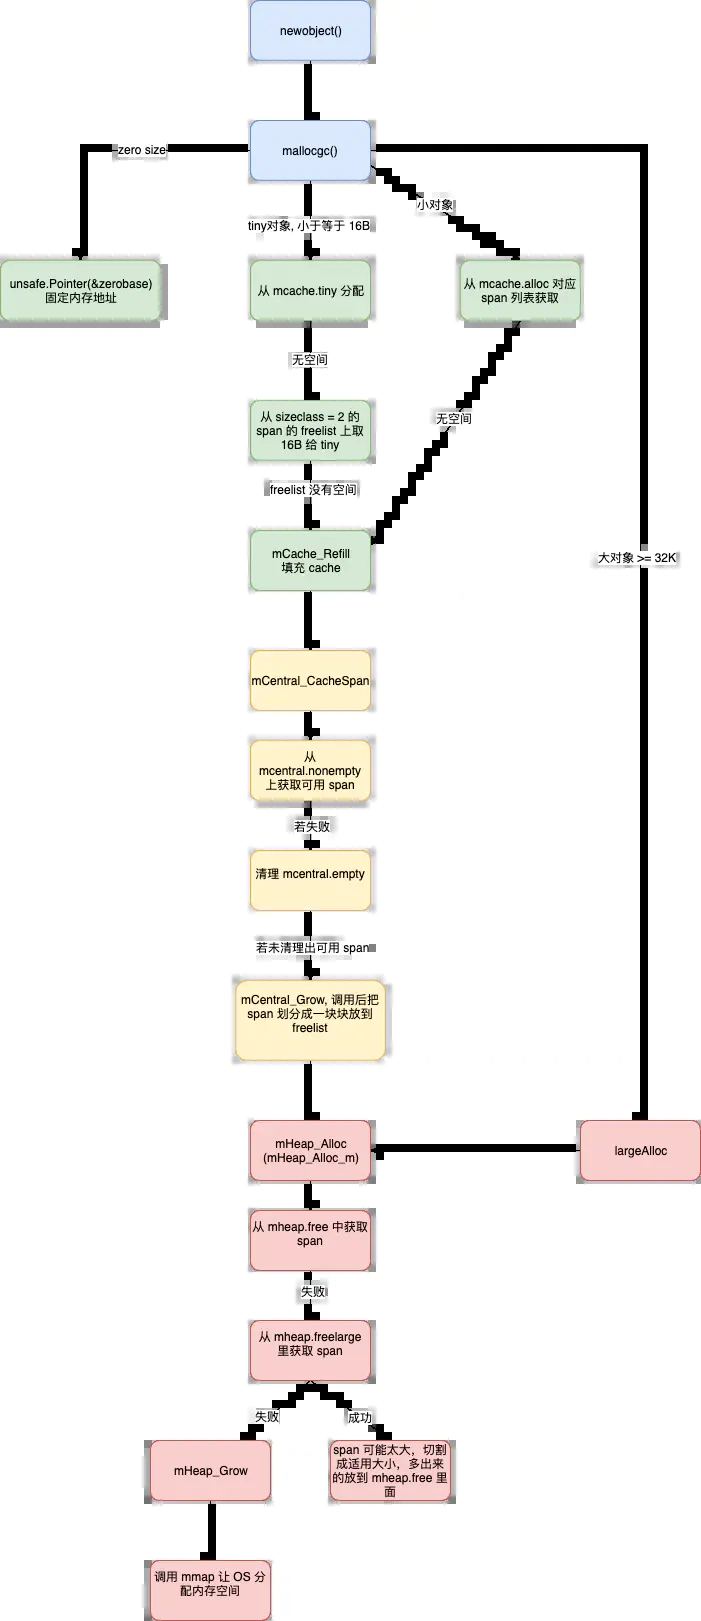 newobject()
mallocgc()
zero size
小对象
tiny对象, 小于等于 16B
unsafe.Pointer(&zerobase)
固定内存地址
从 mcache.tiny 分配
从 mcache.alloc 对应
span 列表获取
无空间
从 sizeclass = 2 的
span 的 freelist 上取
16B 给 tiny
无空间
freelist 没有空间
mCache_Refill
填充 cache
大对象 >= 32K
mCentral_CacheSpan
从
mcentral.nonempty
上获取可用 span
若失败
清理 mcentral.empty
若未清理出可用 span
mCentral_Grow, 调用后把
span 划分成一块块放到
freelist
mHeap_Alloc
(mHeap_Alloc_m)
largeAlloc
从 mheap.free 中获取
span
失败
从 mheap.freelarge
里获取 span
失败
成功
mHeap_Grow
span 可能太大，切割
成适用大小，多出来
的放到 mheap.free 里
面
调用 mmap 让 OS 分
配内存空间